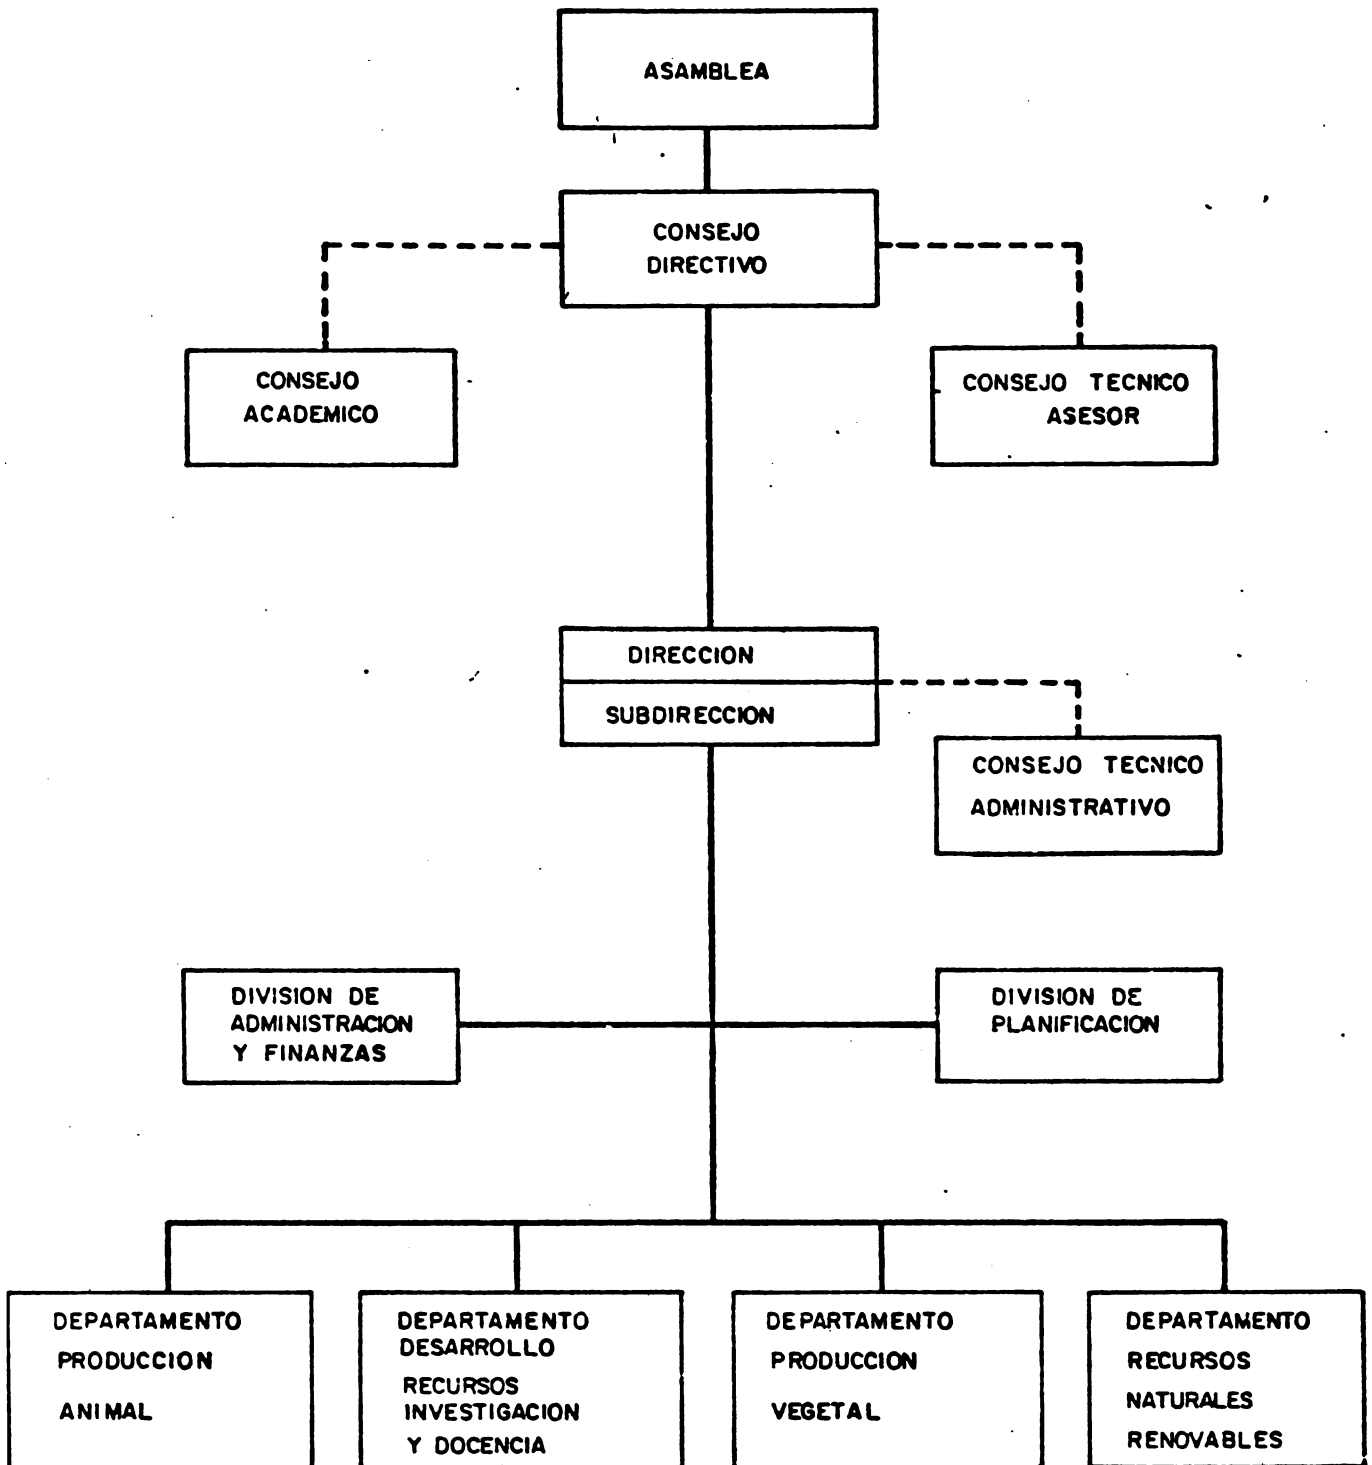 ASAMBLEA
CONSEJO
DIRECTIVO
CONSEJO
ACADEMICO
CONSEJO TECNICO
ASESOR
DIRECCION
SUBDIRECCION
CONSEJO TECNICO
ADMINISTRATIVO
DIVISION DE
ADMINISTRACION
Y FINANZAS
DIVISION DE
PLANIFICACION
DEPARTAMENTO
PRODUCCION
ANIMAL
DEPARTAMENTO
DESARROLLO
RECURSOS
INVESTIGACION
Y DOCENCIA
DEPARTAMENTO
PRODUCCION
VEGETAL
DEPARTAMENTO
RECURSOS
NATURALES
RENOVABLES